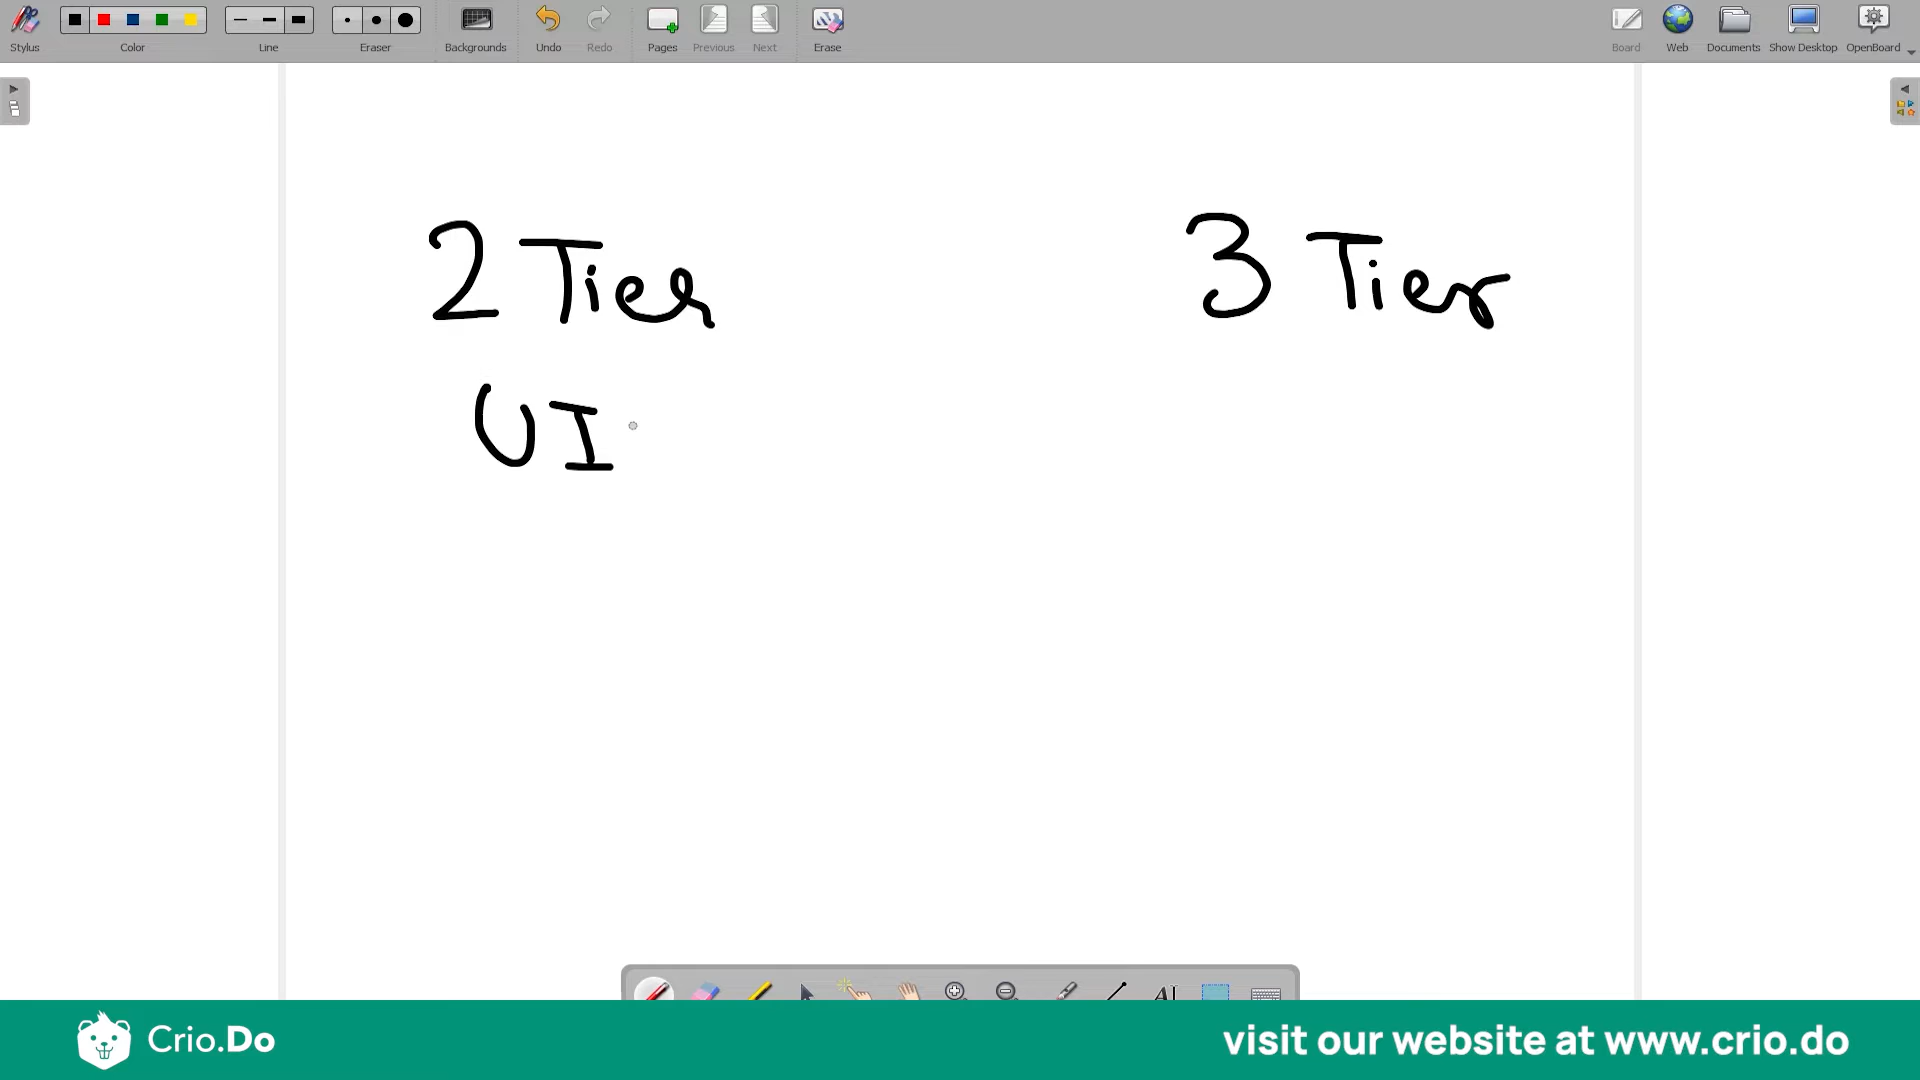 Stylus
Color
Line
Eraser
Backgrounds
Undo
Redo
Pages
Previous
Next
Erase
Board
Web
Documents
Show Desktop
OpenBoard
2 Tier
3 Tier
UI
AI
Crio.Do
visit our website at www.crio.do